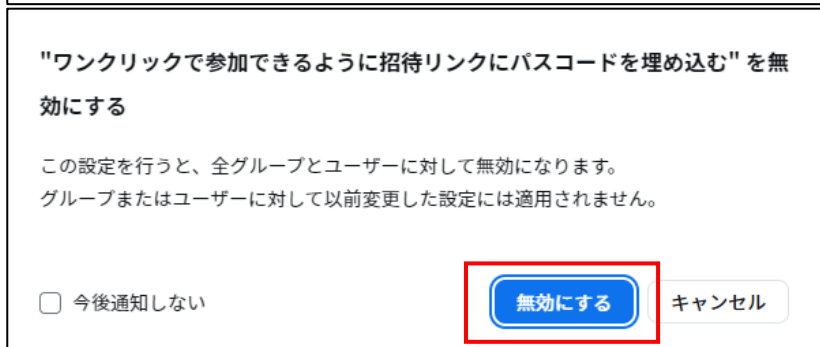 "ワンクリックで参加できるように招待リンクにパスコードを埋め込む" を無
効にする
この設定を行うと、全グループとユーザーに対して無効になります。
グループまたはユーザーに対して以前変更した設定には適用されません。
今後通知しない
無効にする
キャンセル